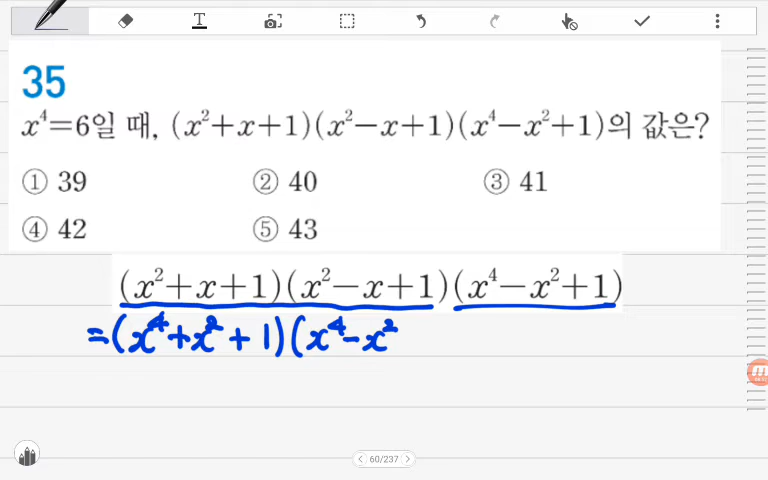 T
35
x⁴=6일 때, (x²+x+1)(x²−x+1)(x⁴−x²+1)의 값은?
① 39 ② 40 ③ 41
④ 42 ⑤ 43
(x²+x+1)(x²−x+1)(x⁴−x²+1)
=(x⁴+x²+1)(x⁴−x²
60/237